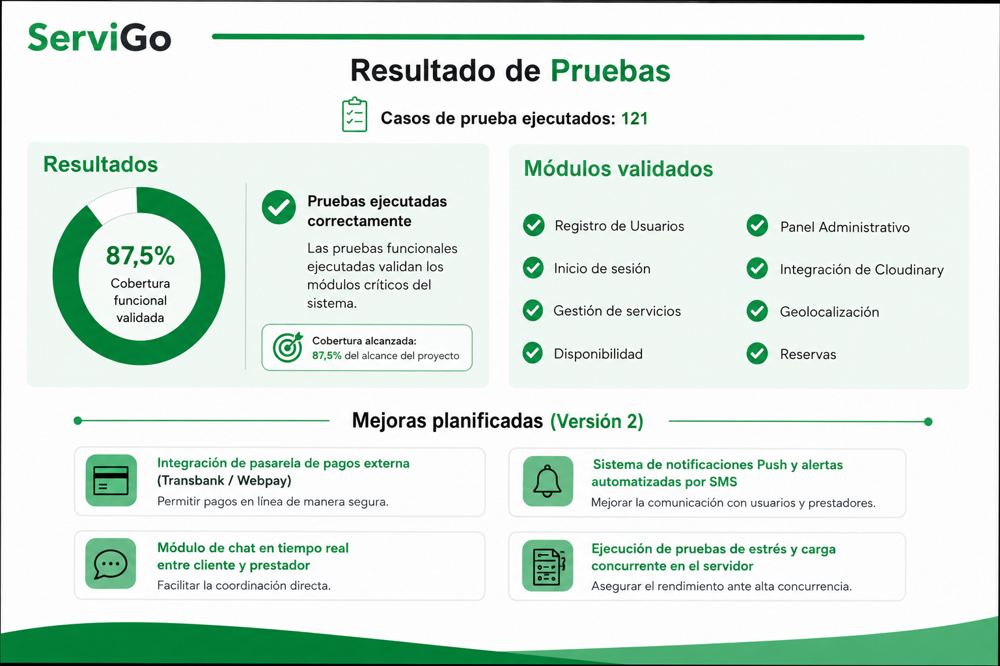 ServiGo
Resultado de Pruebas
Casos de prueba ejecutados: 121
Resultados
87,5%
Cobertura
funcional
validada
Pruebas ejecutadas
correctamente
Las pruebas funcionales
ejecutadas validan los
módulos críticos del
sistema.
Cobertura alcanzada:
87,5% del alcance del proyecto
Módulos validados
Registro de Usuarios
Inicio de sesión
Gestión de servicios
Disponibilidad
Panel Administrativo
Integración de Cloudinary
Geolocalización
Reservas
Mejoras planificadas (Versión 2)
Integración de pasarela de pagos externa
(Transbank / Webpay)
Permitir pagos en línea de manera segura.
Sistema de notificaciones Push y alertas
automatizadas por SMS
Mejorar la comunicación con usuarios y prestadores.
Módulo de chat en tiempo real
entre cliente y prestador
Facilitar la coordinación directa.
Ejecución de pruebas de estrés y carga
concurrente en el servidor
Asegurar el rendimiento ante alta concurrencia.